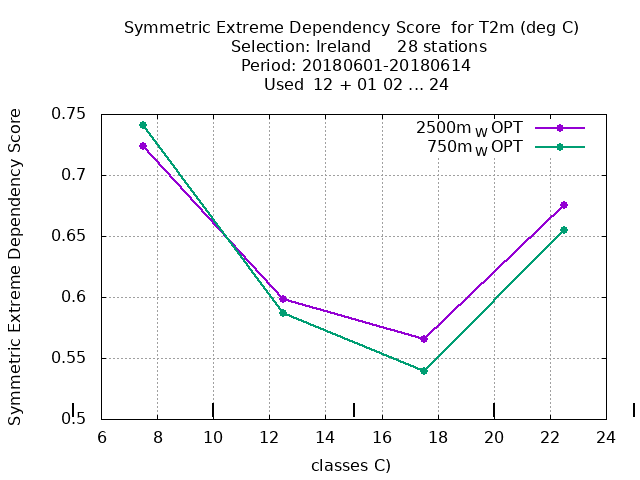 Symmetric Extreme Dependency Score for T2m (deg C)
Selection: Ireland 28 stations
Period: 20180601-20180614
Used 12 + 01 02 ... 24
Symmetric Extreme Dependency Score
0.75
0.7
0.65
0.6
0.55
0.5
2500m W OPT
750m W OPT
6 8 10 12 14 16 18 20 22 24
classes C)